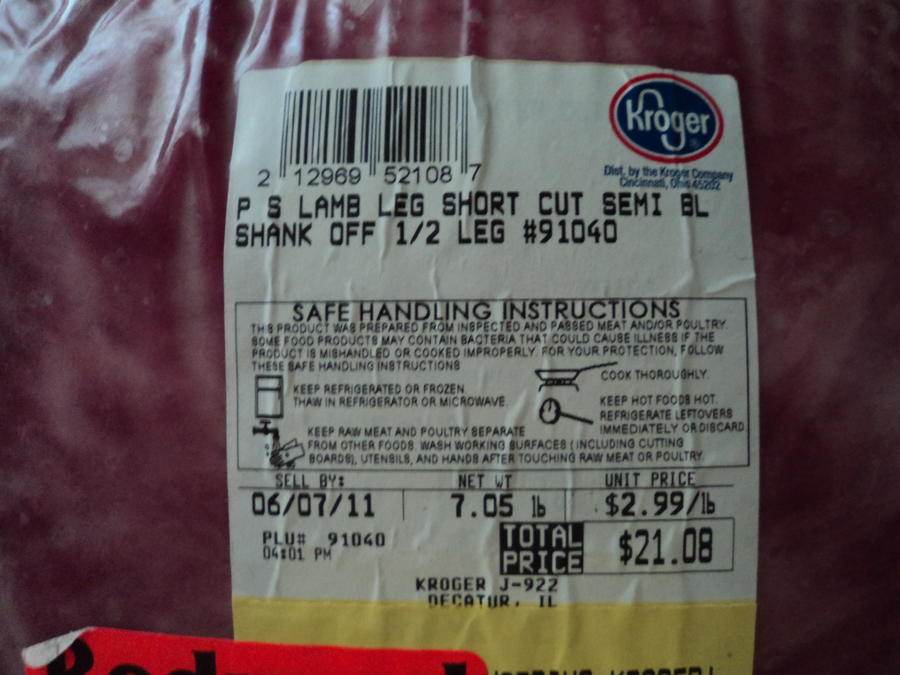 Kroger
Dist. by the Kroger Company
Cincinnati, Ohio 45202
2 12969 52108 7
P S LAMB LEG SHORT CUT SEMI BL
SHANK OFF 1/2 LEG #91040
SAFE HANDLING INSTRUCTIONS
THIS PRODUCT WAS PREPARED FROM INSPECTED AND PASSED MEAT AND/OR POULTRY.
SOME FOOD PRODUCTS MAY CONTAIN BACTERIA THAT COULD CAUSE ILLNESS IF THE
PRODUCT IS MISHANDLED OR COOKED IMPROPERLY. FOR YOUR PROTECTION, FOLLOW
THESE SAFE HANDLING INSTRUCTIONS
KEEP REFRIGERATED OR FROZEN.
THAW IN REFRIGERATOR OR MICROWAVE.
COOK THOROUGHLY.
KEEP HOT FOODS HOT.
REFRIGERATE LEFTOVERS
IMMEDIATELY OR DISCARD
KEEP RAW MEAT AND POULTRY SEPARATE
FROM OTHER FOODS. WASH WORKING SURFACES (INCLUDING CUTTING
BOARDS), UTENSILS, AND HANDS AFTER TOUCHING RAW MEAT OR POULTRY.
SELL BY: NET WT UNIT PRICE
06/07/11 7.05 lb $2.99/lb
PLU# 91040
04:01 PM
TOTAL PRICE $21.08
KROGER J-922
DECATUR, IL
KROGER!